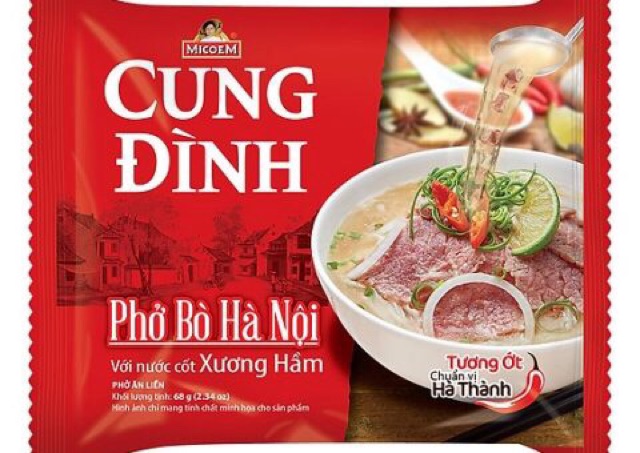 MICOEM
CUNG
ĐÌNH
Phở Bò Hà Nội
Với nước cốt Xương Hầm
PHỞ ĂN LIỀN
Khối lượng tịnh: 68 g (2.34 oz)
Hình ảnh chỉ mang tính chất minh họa cho sản phẩm
Tương Ớt
Chuẩn vị
Hà Thành